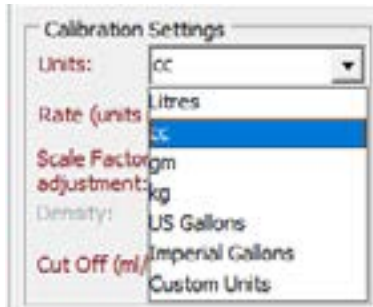 Calibration Settings
Units: cc
Litres
Rate (units
cc
Scale Factor
gm
adjustment:
kg
Density:
US Gallons
Cut Off (ml/
Imperial Gallons
Custom Units